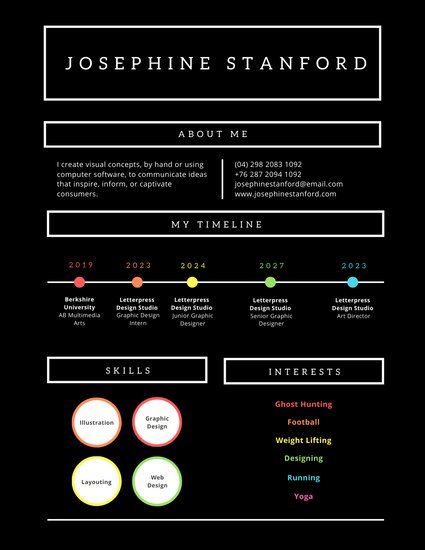 JOSEPHINE STANFORD
ABOUT ME
I create visual concepts, by hand or using
computer software, to communicate ideas
that inspire, inform, or captivate
consumers.
(04) 298 2083 1092
+76 287 2094 1092
josephinestanford@email.com
www.josephinestanford.com
MY TIMELINE
2019
Berkshire
University
AB Multimedia
Arts
2023
Letterpress
Design Studio
Graphic Design
Intern
2024
Letterpress
Design Studio
Junior Graphic
Designer
2027
Letterpress
Design Studio
Senior Graphic
Designer
2023
Letterpress
Design Studio
Art Director
SKILLS
Illustration
Graphic
Design
Layouting
Web
Design
INTERESTS
Ghost Hunting
Football
Weight Lifting
Designing
Running
Yoga